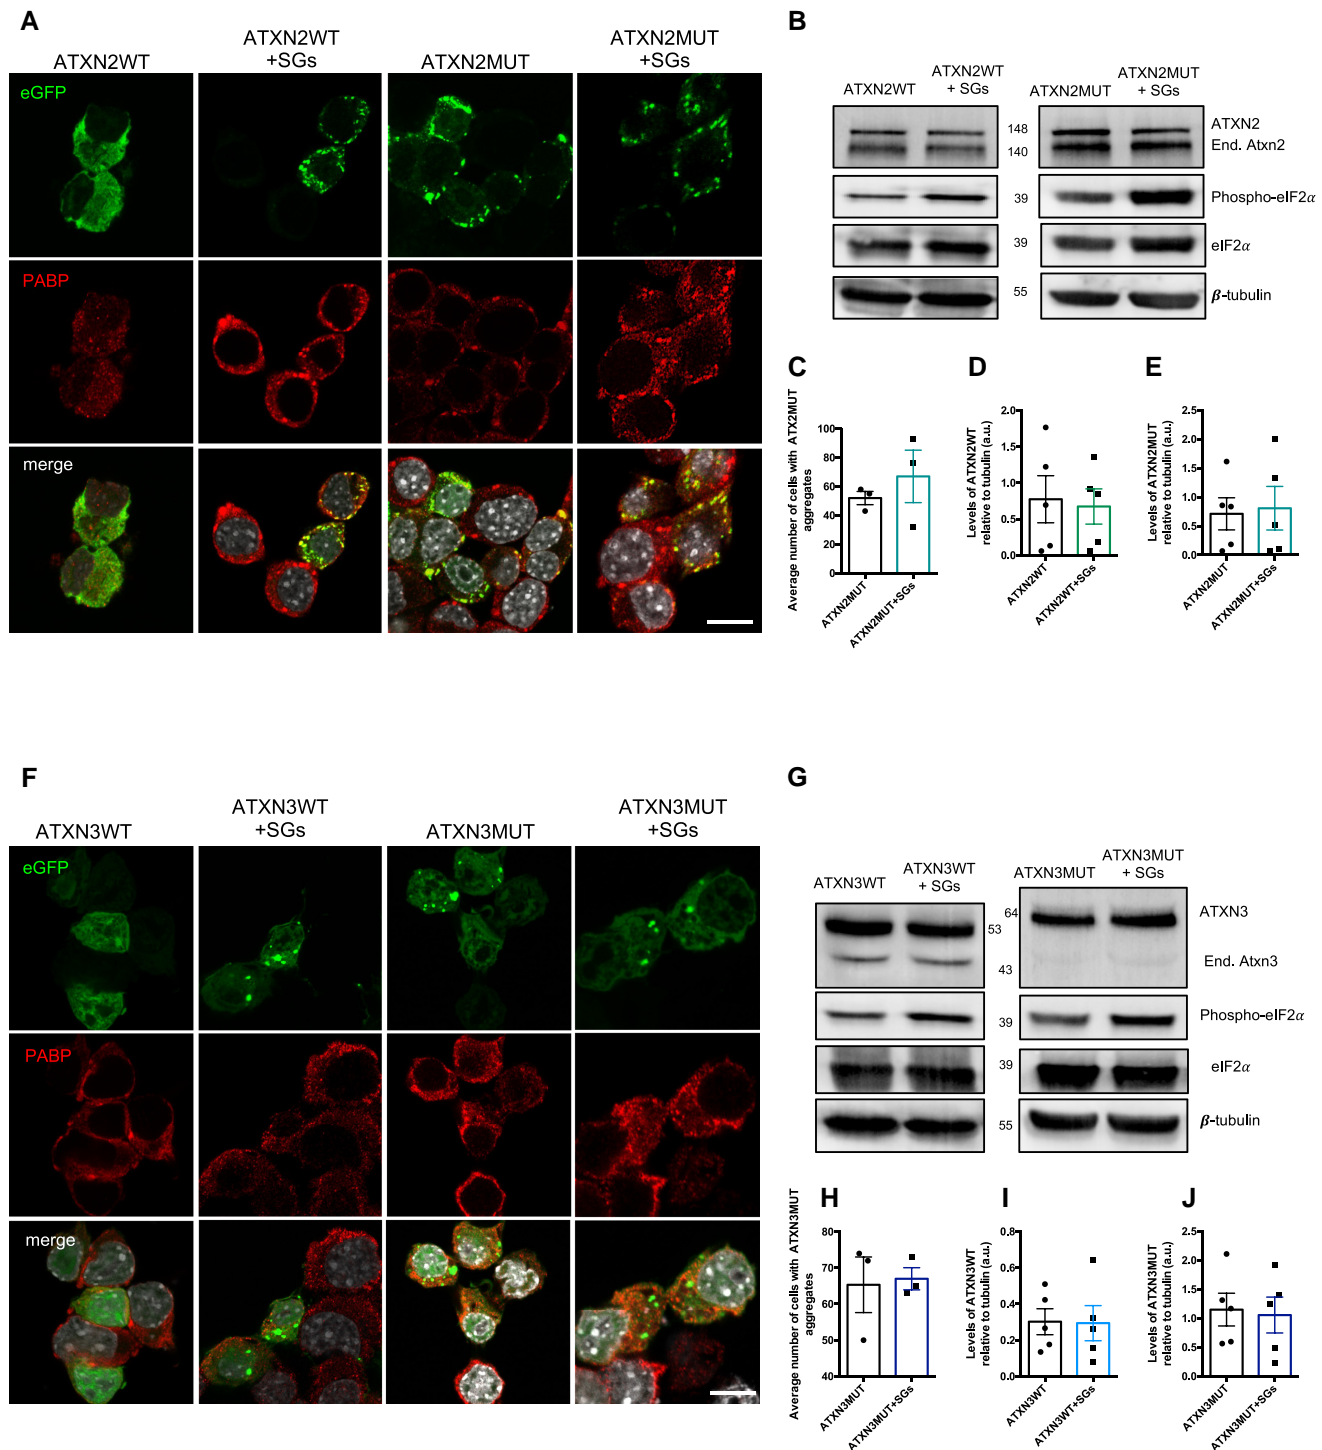 A
ATXN2WT
ATXN2WT
+SGs
ATXN2MUT
ATXN2MUT
+SGs
eGFP
PABP
merge
B
ATXN2WT
ATXN2WT
+ SGs
ATXN2MUT
ATXN2MUT
+ SGs
148
140
ATXN2
End. Atxn2
39
Phospho-eIF2α
39
eIF2α
55
β-tubulin
C
Average number of cells with ATX2MUT
aggregates
100
80
60
40
20
0
ATXN2MUT
ATXN2MUT+SGs
D
Levels of ATXN2WT
relative to tubulin (a.u.)
2.0
1.5
1.0
0.5
0.0
ATXN2WT
ATXN2WT+SGs
E
Levels of ATXN2MUT
relative to tubulin (a.u.)
2.5
2.0
1.5
1.0
0.5
0.0
ATXN2MUT
ATXN2MUT+SGs
F
ATXN3WT
ATXN3WT
+SGs
ATXN3MUT
ATXN3MUT
+SGs
eGFP
PABP
merge
G
ATXN3WT
ATXN3WT
+ SGs
ATXN3MUT
ATXN3MUT
+ SGs
64
53
43
ATXN3
End. Atxn3
39
Phospho-eIF2α
39
eIF2α
55
β-tubulin
H
Average number of cells with ATXN3MUT
aggregates
80
70
60
50
40
ATXN3MUT
ATXN3MUT+SGs
I
Levels of ATXN3WT
relative to tubulin (a.u.)
0.8
0.6
0.4
0.2
0.0
ATXN3WT
ATXN3WT+SGs
J
Levels of ATXN3MUT
relative to tubulin (a.u.)
2.5
2.0
1.5
1.0
0.5
0.0
ATXN3MUT
ATXN3MUT+SGs